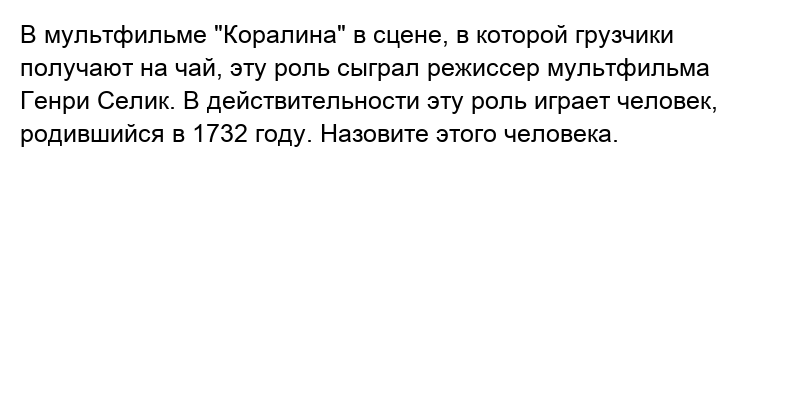 В мультфильме "Коралина" в сцене, в которой грузчики
получают на чай, эту роль сыграл режиссер мультфильма
Генри Селик. В действительности эту роль играет человек,
родившийся в 1732 году. Назовите этого человека.